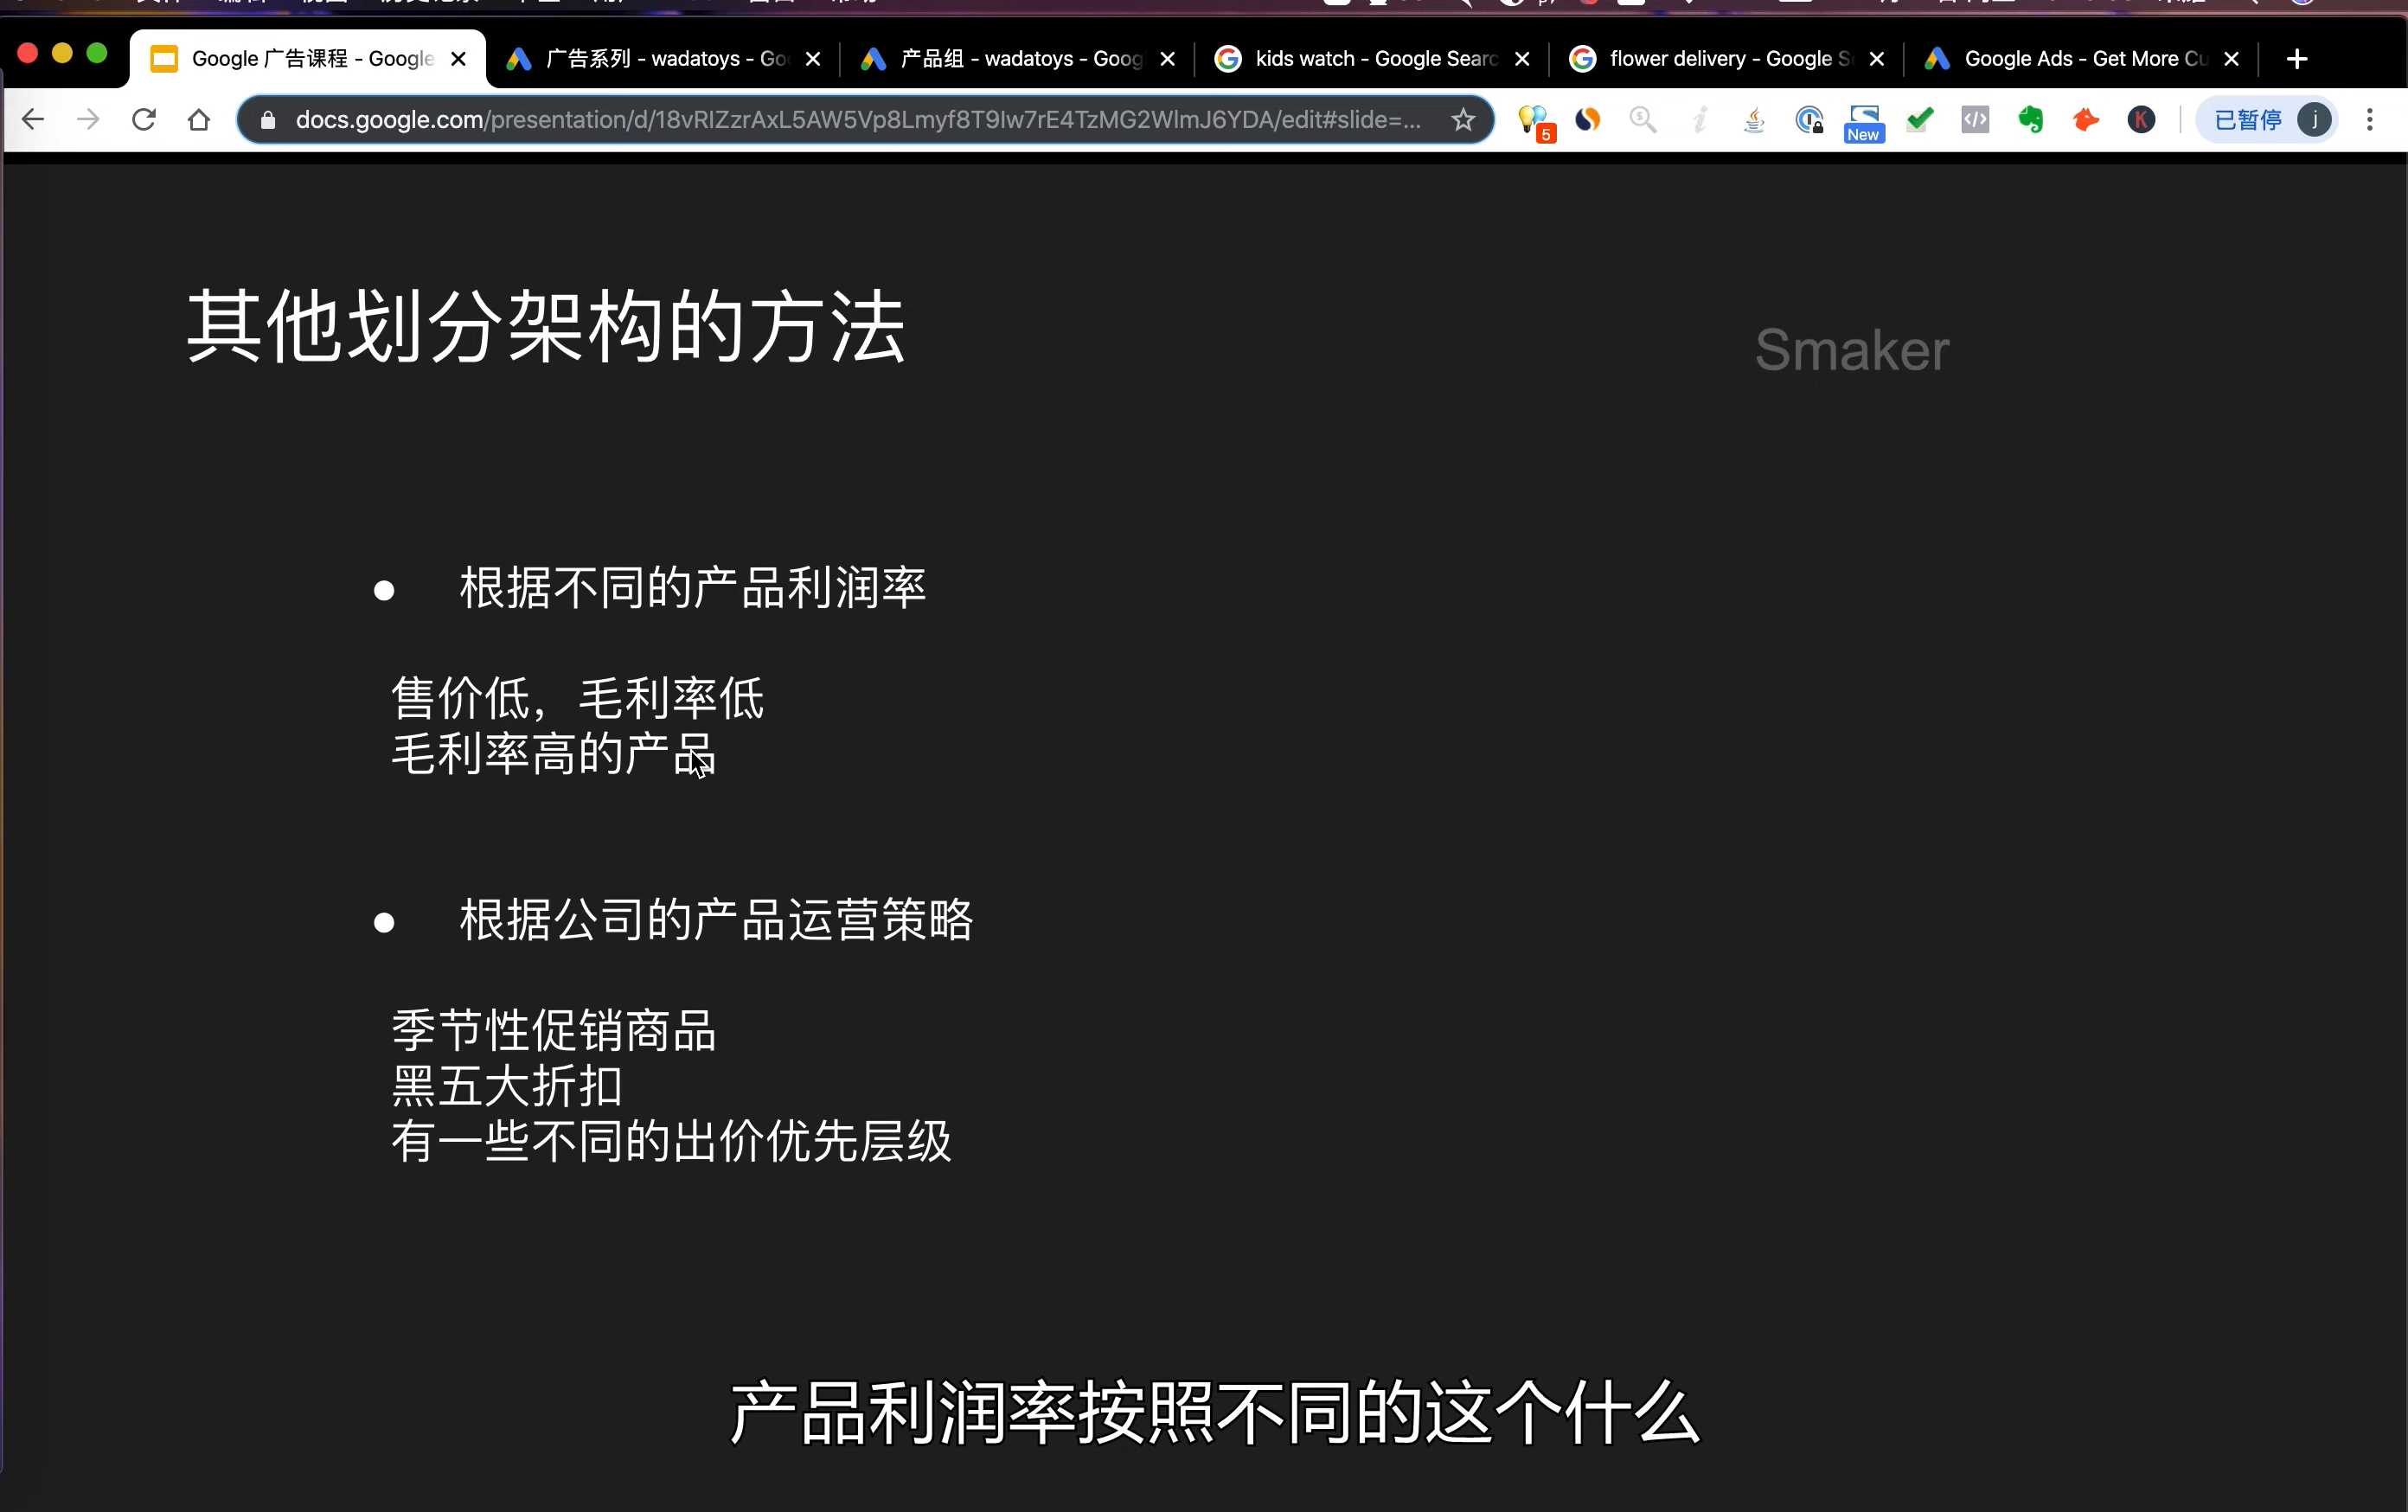 Google 广告课程 - Google
广告系列 - wadatoys - Go
产品组 - wadatoys - Goog
kids watch - Google Searc
flower delivery - Google S
Google Ads - Get More Cu
docs.google.com/presentation/d/18vRlZzrAxL5AW5Vp8Lmyf8T9Iw7rE4TzMG2WlmJ6YDA/edit#slide=...
5
New
K
已暂停
j
其他划分架构的方法
Smaker
● 根据不同的产品利润率
售价低，毛利率低
毛利率高的产品
● 根据公司的产品运营策略
季节性促销商品
黑五大折扣
有一些不同的出价优先层级
产品利润率按照不同的这个什么